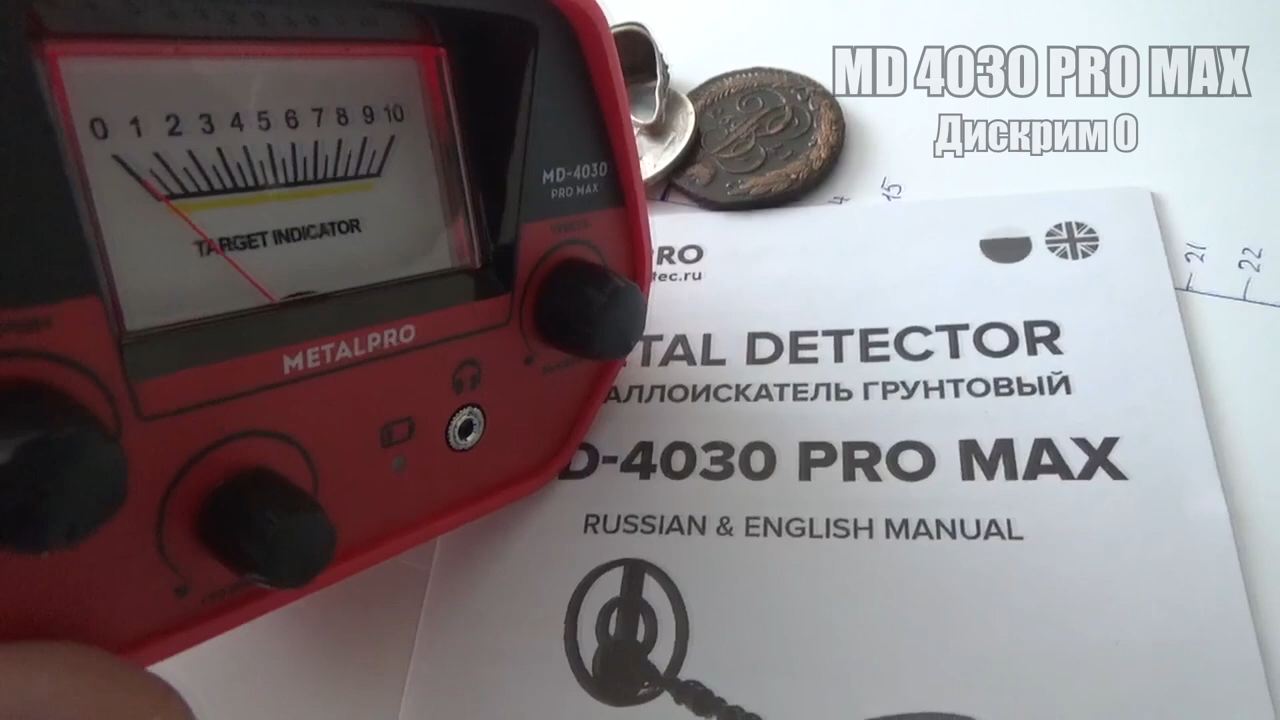 MD 4030 PRO MAX
Дискрим 0
0 1 2 3 4 5 6 7 8 9 10
TARGET INDICATOR
MD-4030
PRO MAX
METALPRO
15
21
22
RO
tec.ru
TAL DETECTOR
АЛЛОИСКАТЕЛЬ ГРУНТОВЫЙ
D-4030 PRO MAX
RUSSIAN & ENGLISH MANUAL